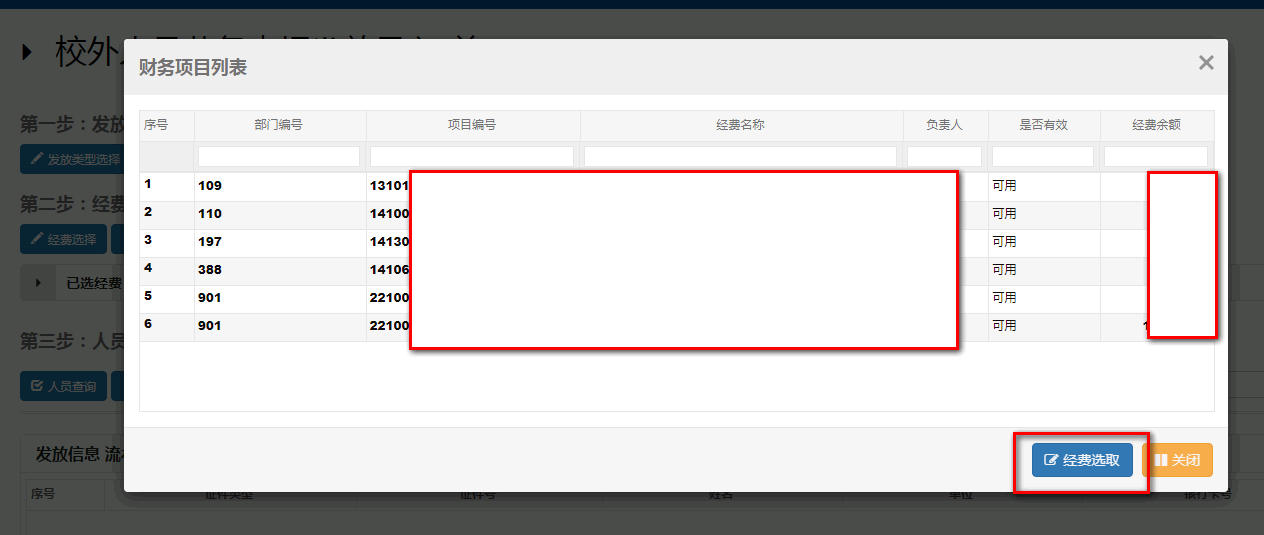 校外
财务项目列表
×
第一步：发放
发放类型选择
第二步：经费
经费选择
已选经费
第三步：人员
人员查询
发放信息 流
序号 证件类型 证件号 姓名 单位 银行卡号
序号 部门编号 项目编号 经费名称 负责人 是否有效 经费余额
1 109 13101 可用
2 110 14100 可用
3 197 14130 可用
4 388 14106 可用
5 901 22100 可用
6 901 22100 可用 1
经费选取 关闭